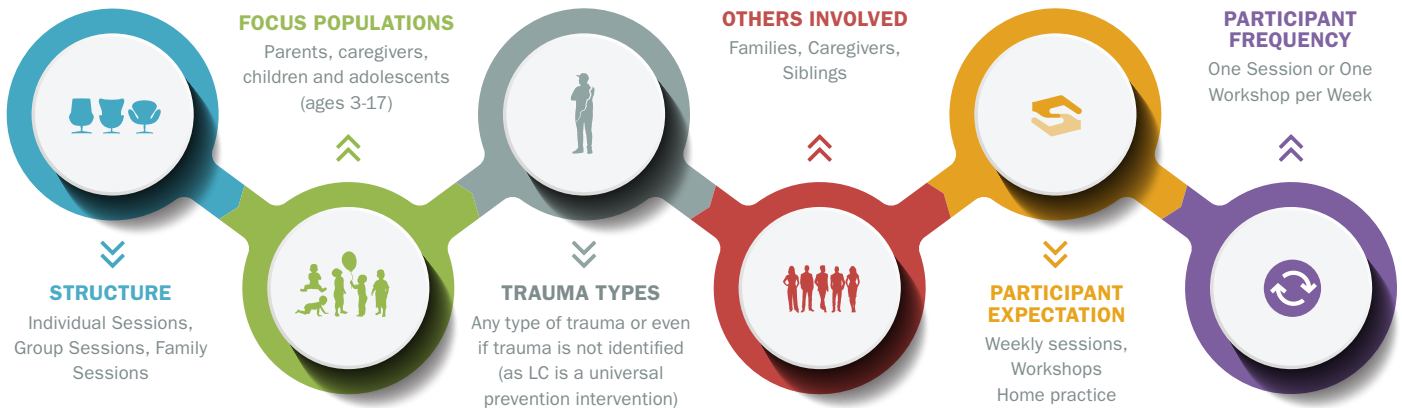 STRUCTURE
Individual Sessions,
Group Sessions, Family
Sessions
FOCUS POPULATIONS
Parents, caregivers,
children and adolescents
(ages 3-17)
TRAUMA TYPES
Any type of trauma or even
if trauma is not identified
(as LC is a universal
prevention intervention)
OTHERS INVOLVED
Families, Caregivers,
Siblings
PARTICIPANT
EXPECTATION
Weekly sessions,
Workshops
Home practice
PARTICIPANT
FREQUENCY
One Session or One
Workshop per Week